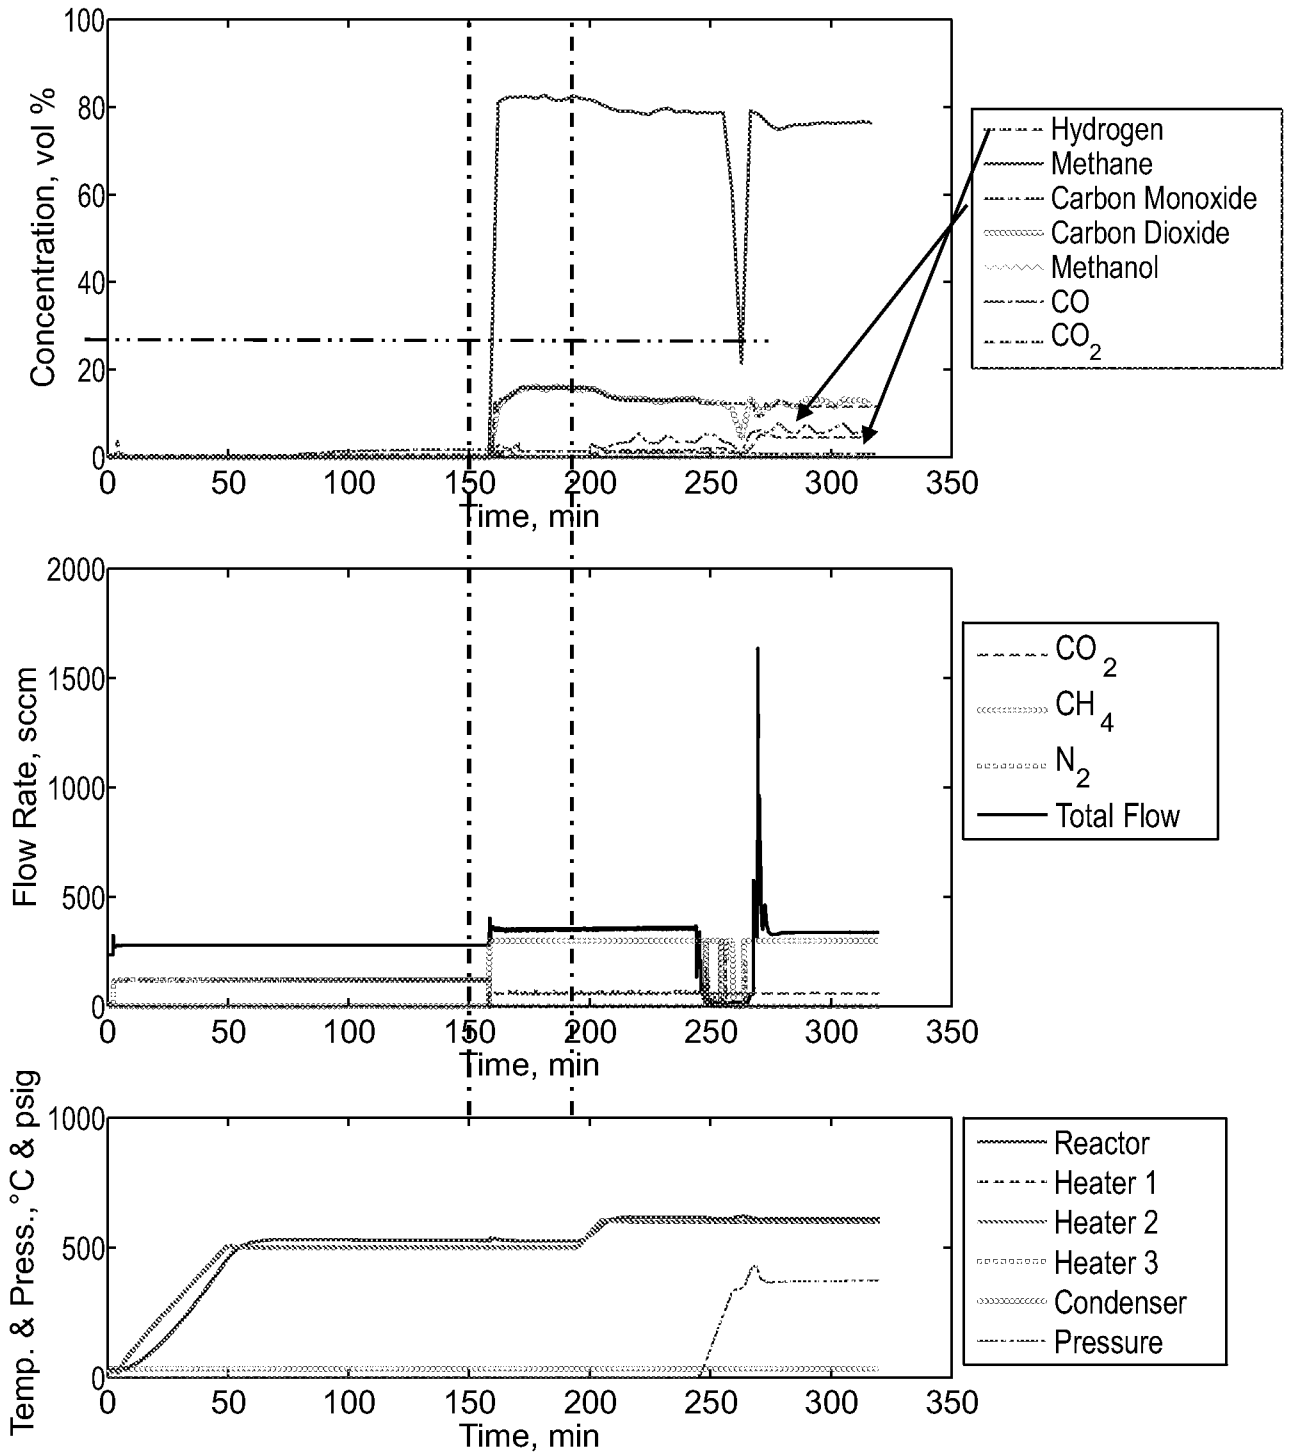 Concentration, vol %
100
80
60
40
20
0
0 50 100 150 200 250 300 350
Time, min
Hydrogen
Methane
Carbon Monoxide
Carbon Dioxide
Methanol
CO
CO2
Flow Rate, sccm
2000
1500
1000
500
0
0 50 100 150 200 250 300 350
Time, min
CO2
CH4
N2
Total Flow
Temp. & Press.,°C & psig
1000
500
0
0 50 100 150 200 250 300 350
Time, min
Reactor
Heater 1
Heater 2
Heater 3
Condenser
Pressure